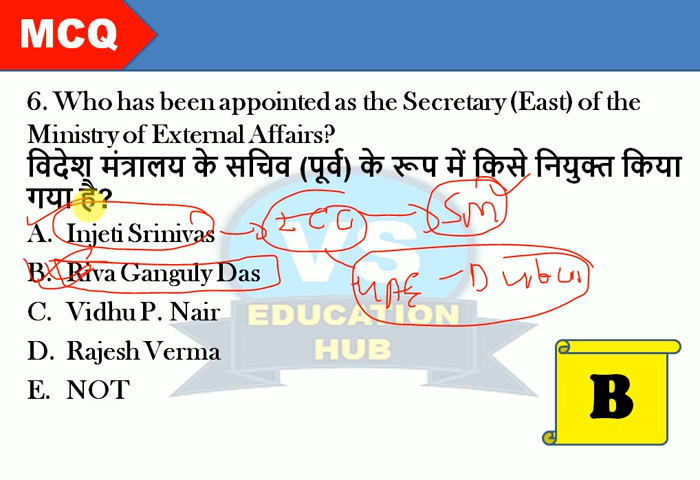 MCQ
6. Who has been appointed as the Secretary (East) of the
Ministry of External Affairs?
विदेश मंत्रालय के सचिव (पूर्व) के रूप में किसे नियुक्त किया
गया है?
A. Injeti Srinivas
B. Riva Ganguly Das
C. Vidhu P. Nair
D. Rajesh Verma
E. NOT
VS
EDUCATION
HUB
UAE - D
B